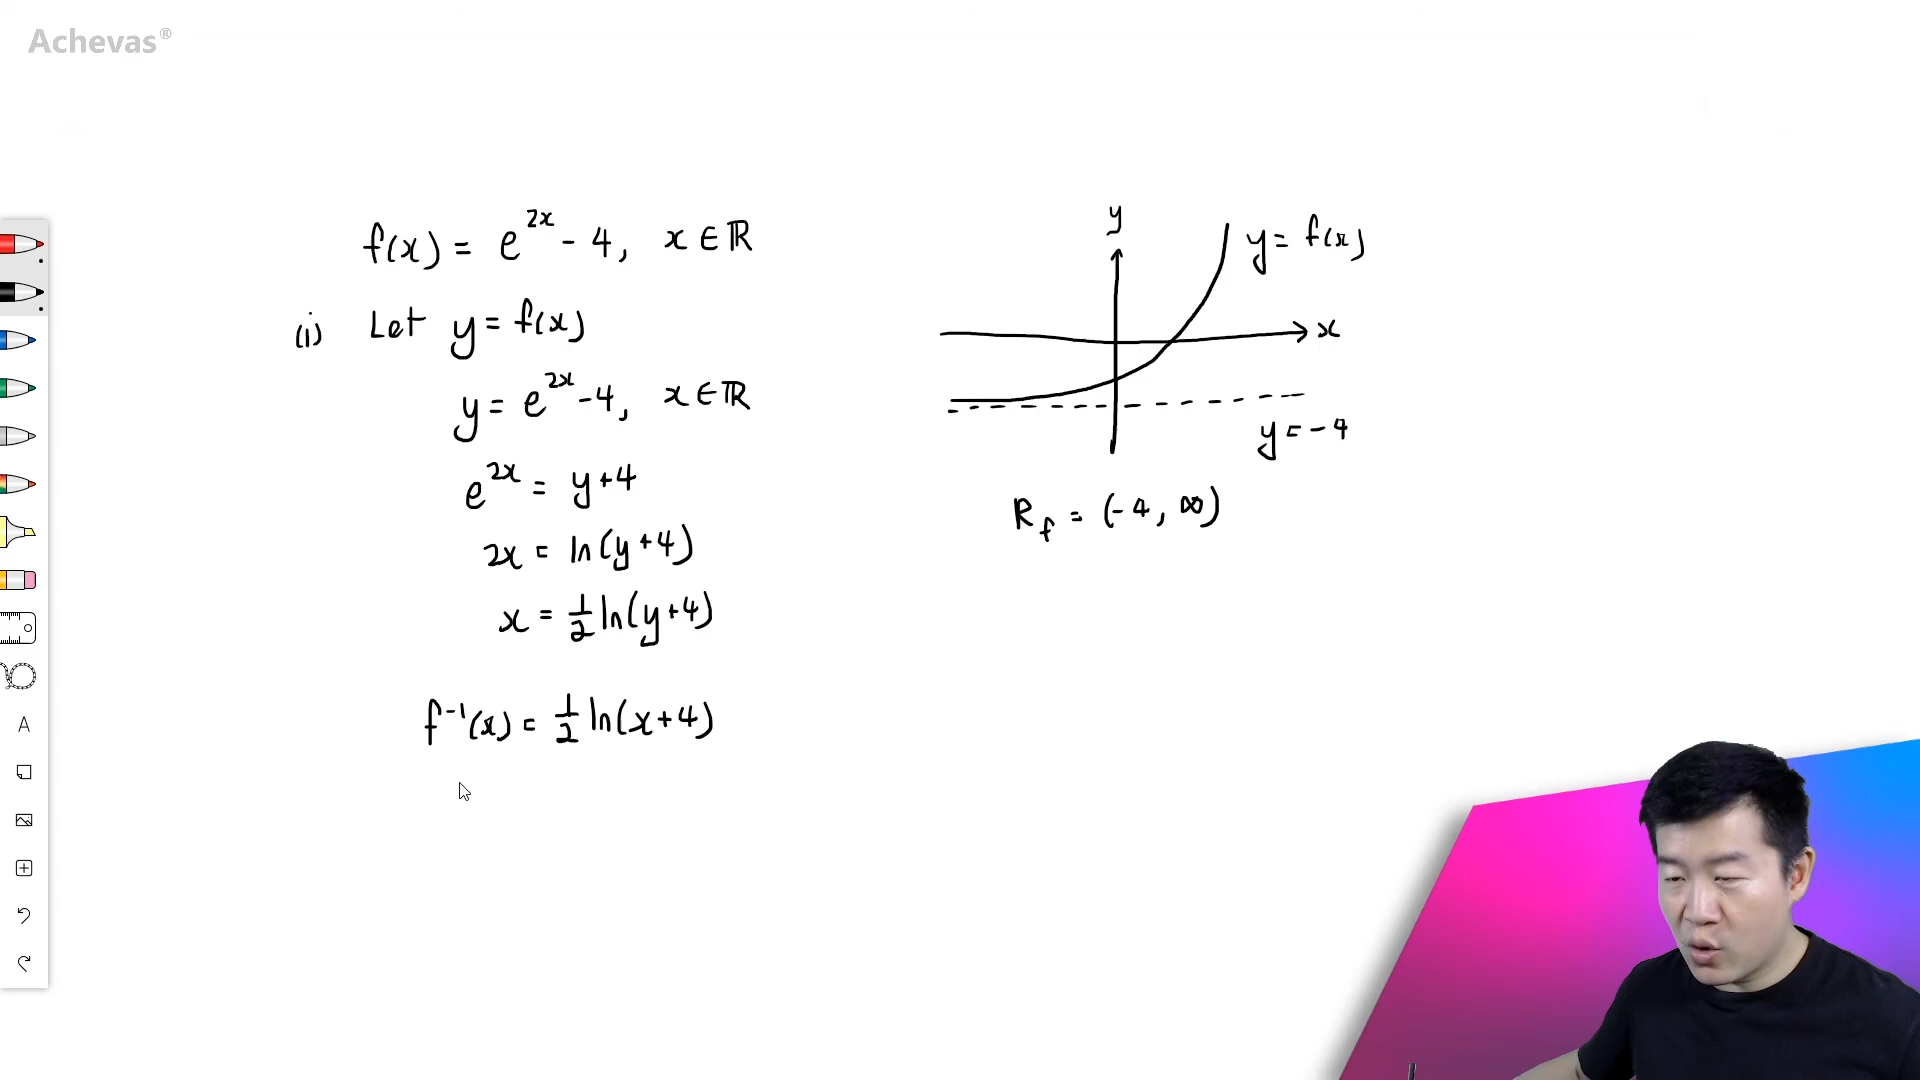 Achevas®
f(x) = e^{2x} - 4, x ∈ ℝ
(i) Let y = f(x)
y = e^{2x} - 4, x ∈ ℝ
e^{2x} = y + 4
2x = ln(y + 4)
x = 1/2 ln(y + 4)
f^{-1}(x) = 1/2 ln(x + 4)
y
y = f(x)
x
y = -4
R_f = (-4, ∞)
A